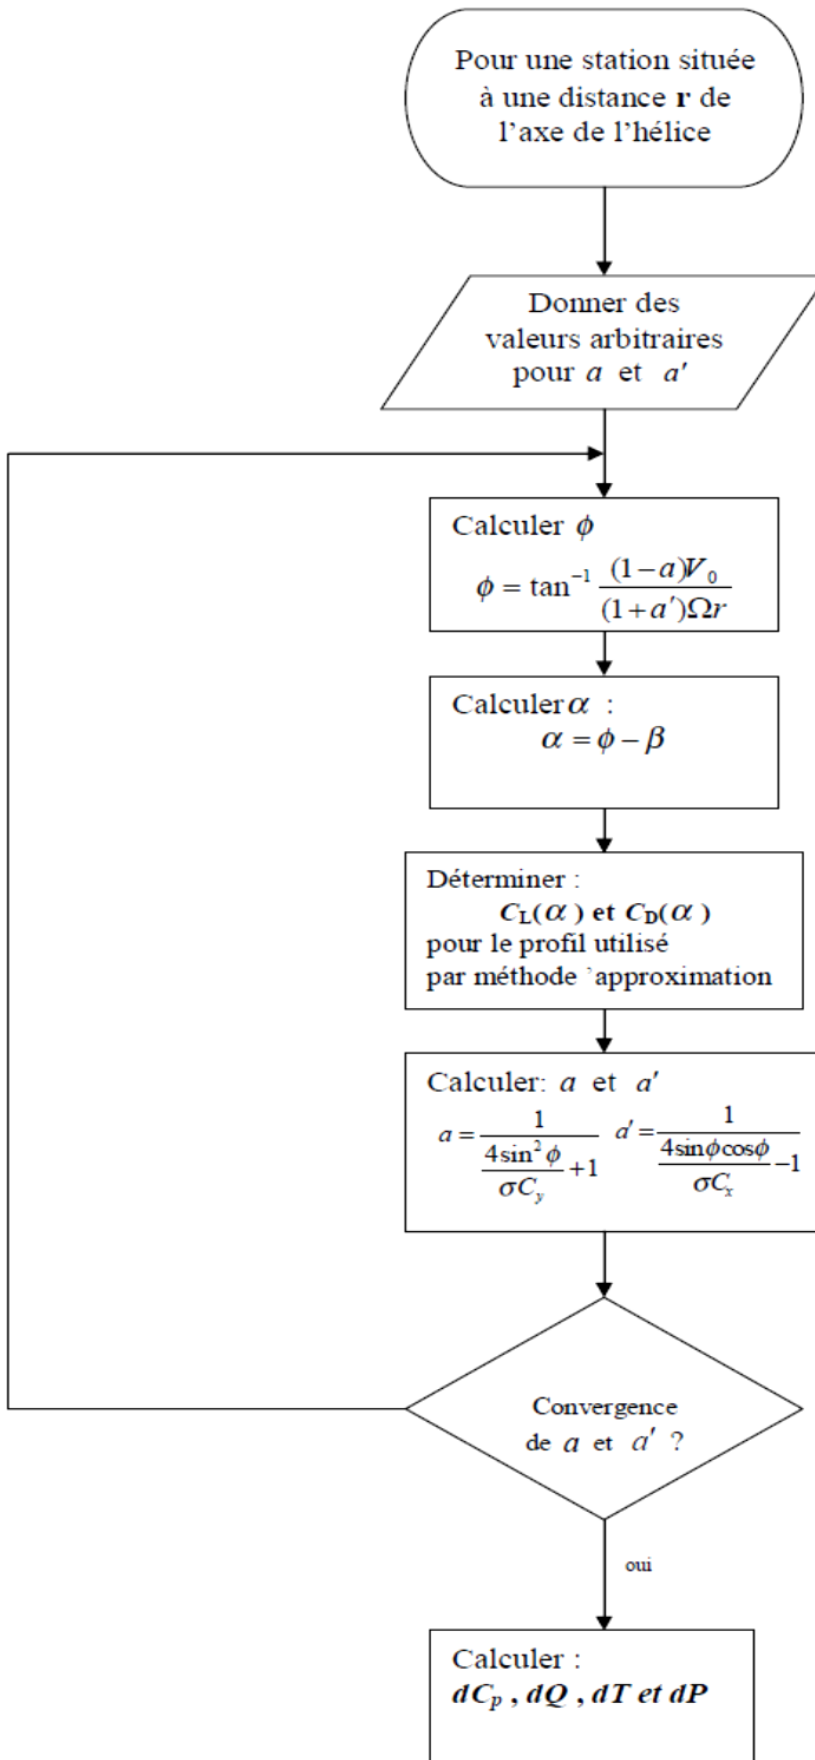 Pour une station située
à une distance r de
l'axe de l'hélice
Donner des
valeurs arbitraires
pour a et a'
Calculer ϕ
ϕ = tan⁻¹ (1−a)V₀ / (1+a')Ωr
Calculer α :
α = ϕ − β
Déterminer :
C_L(α) et C_D(α)
pour le profil utilisé
par méthode 'approximation
Calculer: a et a'
a = 1 / (4sin² ϕ / σC_y + 1) a' = 1 / (4sinϕcosϕ / σC_x − 1)
Convergence
de a et a' ?
oui
Calculer :
dC_p , dQ , dT et dP